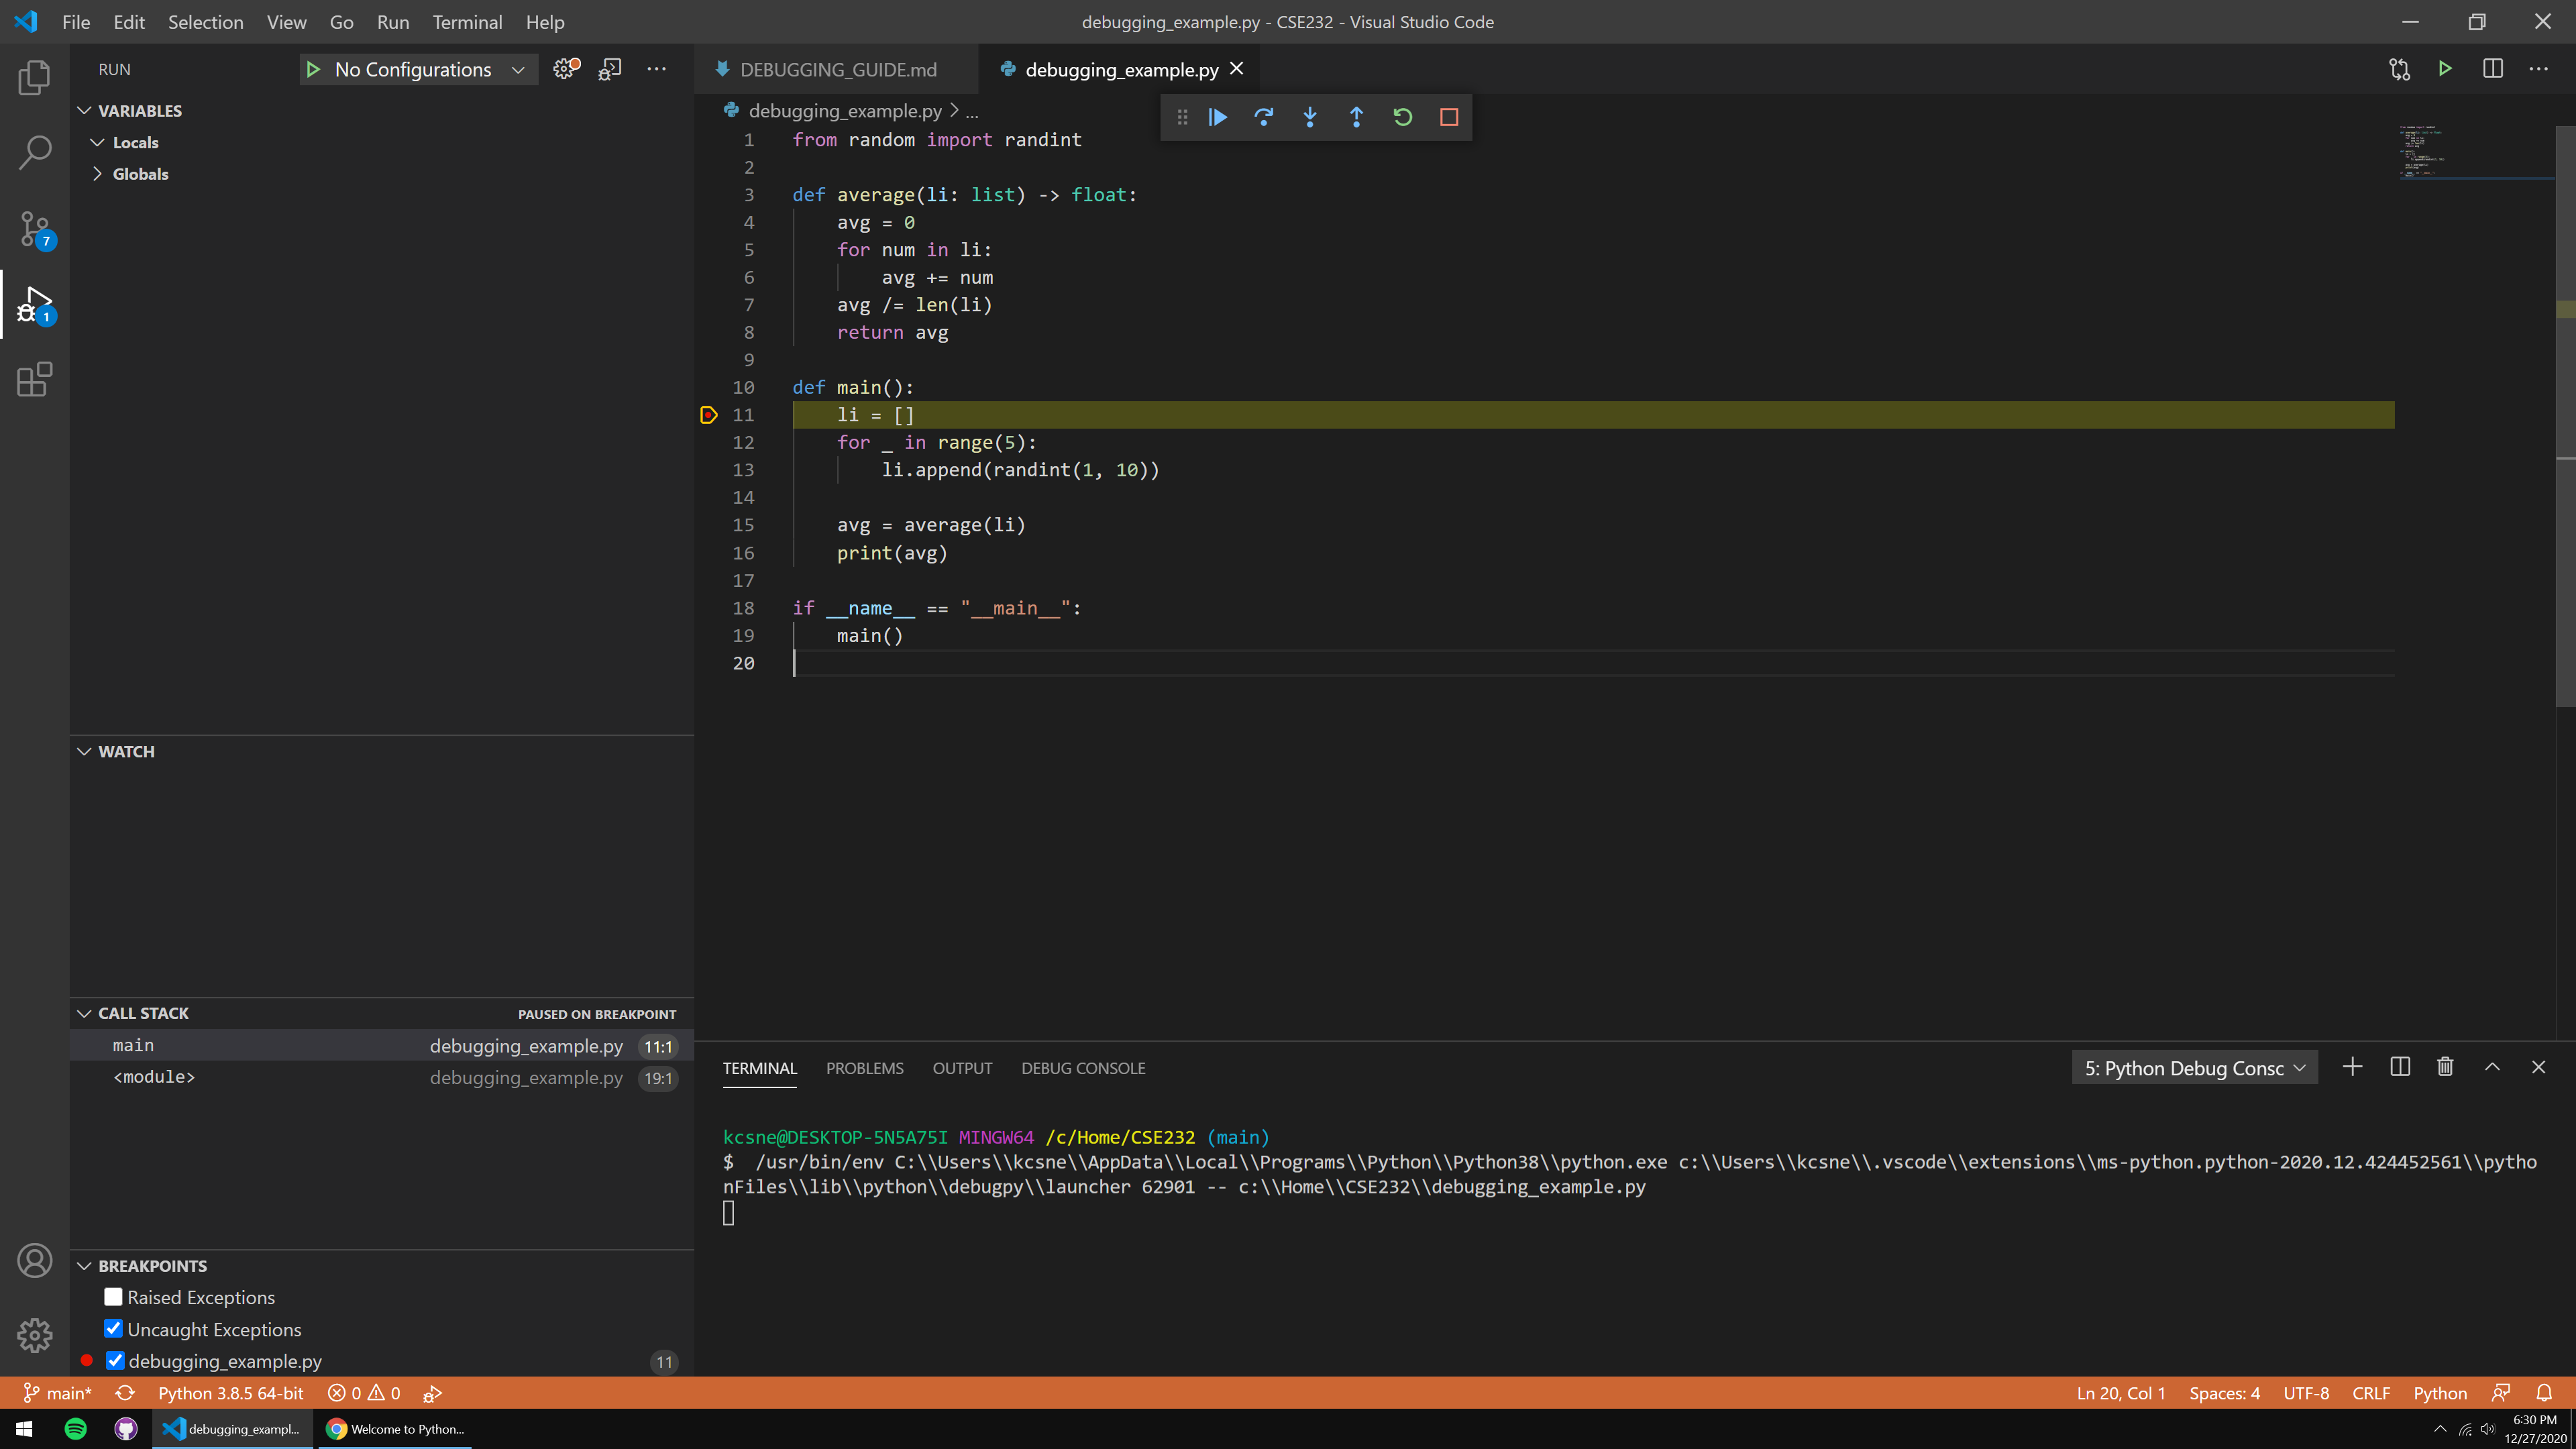 File Edit Selection View Go Run Terminal Help
debugging_example.py - CSE232 - Visual Studio Code
RUN
No Configurations
VARIABLES
Locals
Globals
7
1
WATCH
CALL STACK
PAUSED ON BREAKPOINT
main debugging_example.py 11:1
<module> debugging_example.py 19:1
BREAKPOINTS
Raised Exceptions
Uncaught Exceptions
debugging_example.py 11
DEBUGGING_GUIDE.md
debugging_example.py
debugging_example.py > ...
1 from random import randint
2
3 def average(li: list) -> float:
4 avg = 0
5 for num in li:
6 avg += num
7 avg /= len(li)
8 return avg
9
10 def main():
11 li = []
12 for _ in range(5):
13 li.append(randint(1, 10))
14
15 avg = average(li)
16 print(avg)
17
18 if __name__ == "__main__":
19 main()
20
TERMINAL PROBLEMS OUTPUT DEBUG CONSOLE
5: Python Debug Consc
kcsne@DESKTOP-5N5A75I MINGW64 /c/Home/CSE232 (main)
$ /usr/bin/env C:\\Users\\kcsne\\AppData\\Local\\Programs\\Python\\Python38\\python.exe c:\\Users\\kcsne\\.vscode\\extensions\\ms-python.python-2020.12.424452561\\pytho
nFiles\\lib\\python\\debugpy\\launcher 62901 -- c:\\Home\\CSE232\\debugging_example.py
main* Python 3.8.5 64-bit 0 0
Ln 20, Col 1 Spaces: 4 UTF-8 CRLF Python
debugging_exampl...
Welcome to Python...
6:30 PM
12/27/2020